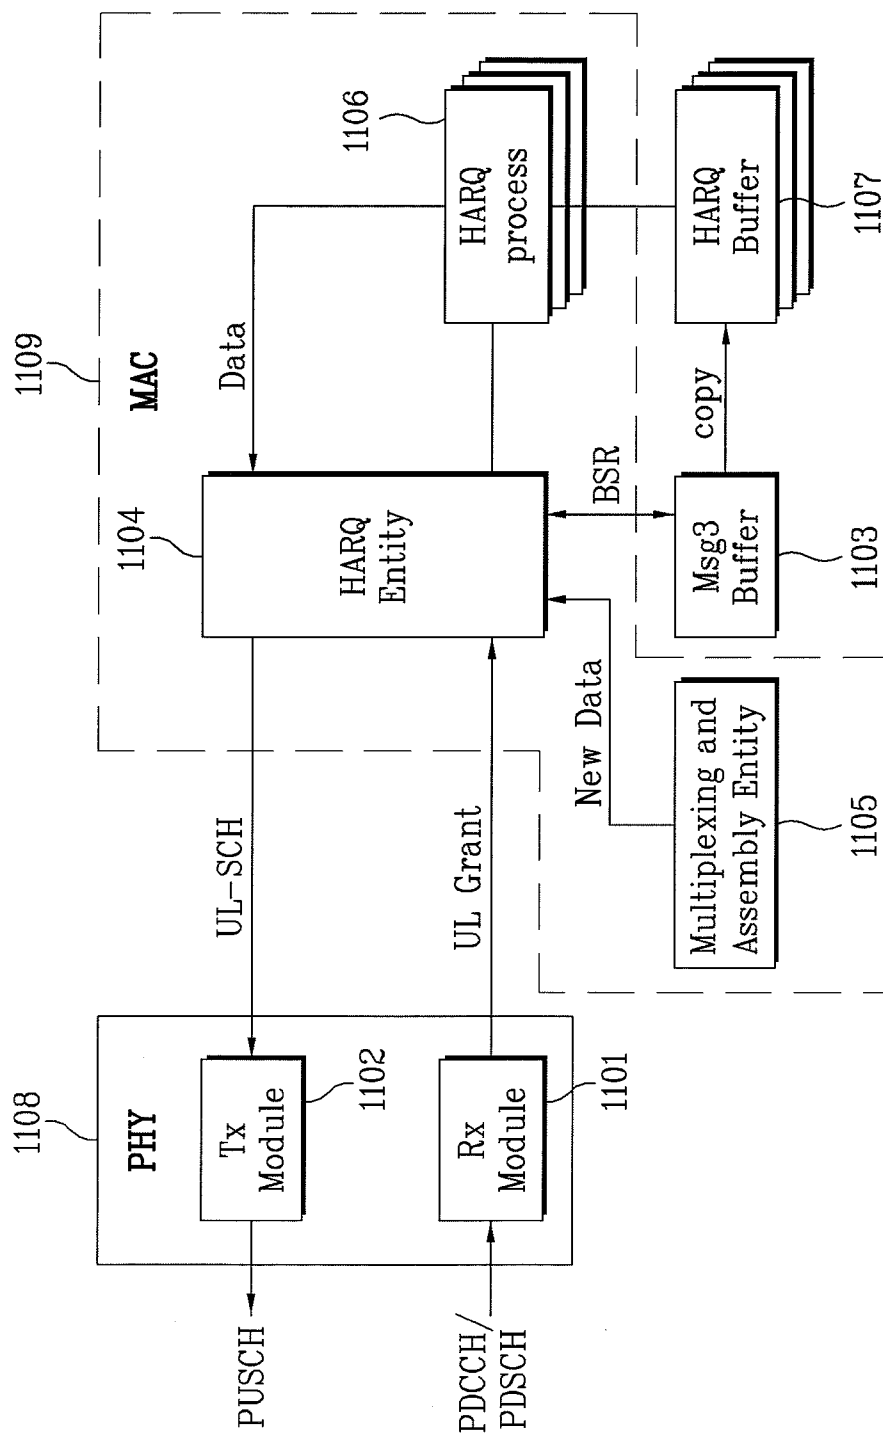 1108
PHY
Tx
Module
1102
Rx
Module
1101
PUSCH
PDCCH
PDSCH
UL-SCH
UL Grant
1109
MAC
1104
HARQ
Entity
Data
1106
HARQ
process
New Data
BSR
Multiplexing and
Assembly Entity
1105
Msg3
Buffer
1103
copy
HARQ
Buffer
1107